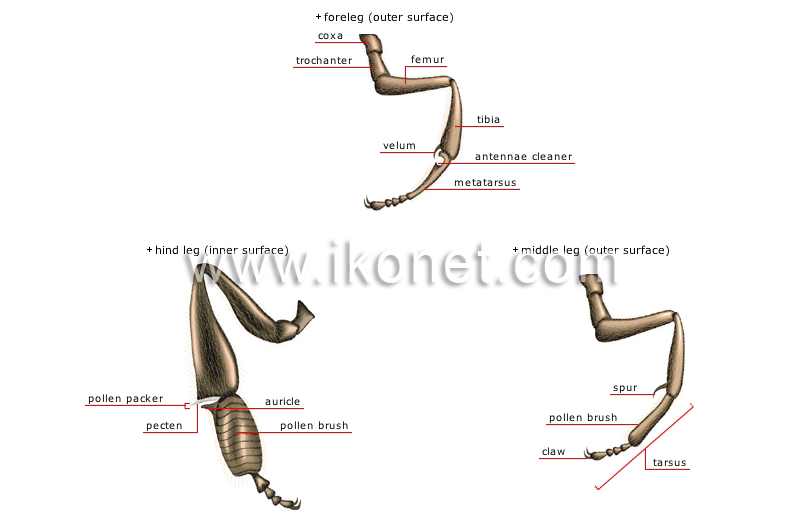 + foreleg (outer surface)
coxa
trochanter
femur
tibia
velum
antennae cleaner
metatarsus
+ hind leg (inner surface)
+ middle leg (outer surface)
www.ikonet.com
spur
pollen packer
auricle
pecten
pollen brush
pollen brush
claw
tarsus